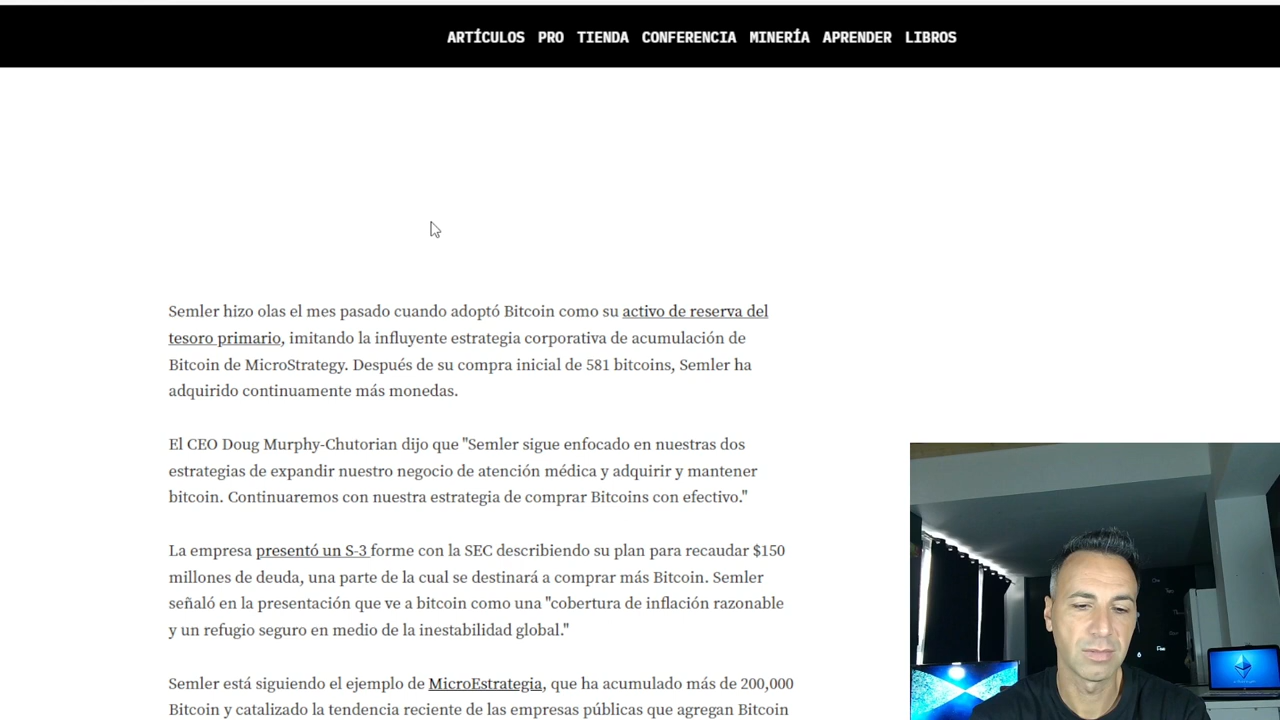 ARTÍCULOS PRO TIENDA CONFERENCIA MINERÍA APRENDER LIBROS
Semler hizo olas el mes pasado cuando adoptó Bitcoin como su activo de reserva del
tesoro primario, imitando la influyente estrategia corporativa de acumulación de
Bitcoin de MicroStrategy. Después de su compra inicial de 581 bitcoins, Semler ha
adquirido continuamente más monedas.
El CEO Doug Murphy-Chutorian dijo que "Semler sigue enfocado en nuestras dos
estrategias de expandir nuestro negocio de atención médica y adquirir y mantener
bitcoin. Continuaremos con nuestra estrategia de comprar Bitcoins con efectivo."
La empresa presentó un S-3 forme con la SEC describiendo su plan para recaudar $150
millones de deuda, una parte de la cual se destinará a comprar más Bitcoin. Semler
señaló en la presentación que ve a bitcoin como una "cobertura de inflación razonable
y un refugio seguro en medio de la inestabilidad global."
Semler está siguiendo el ejemplo de MicroEstrategia, que ha acumulado más de 200,000
Bitcoin y catalizado la tendencia reciente de las empresas públicas que agregan Bitcoin